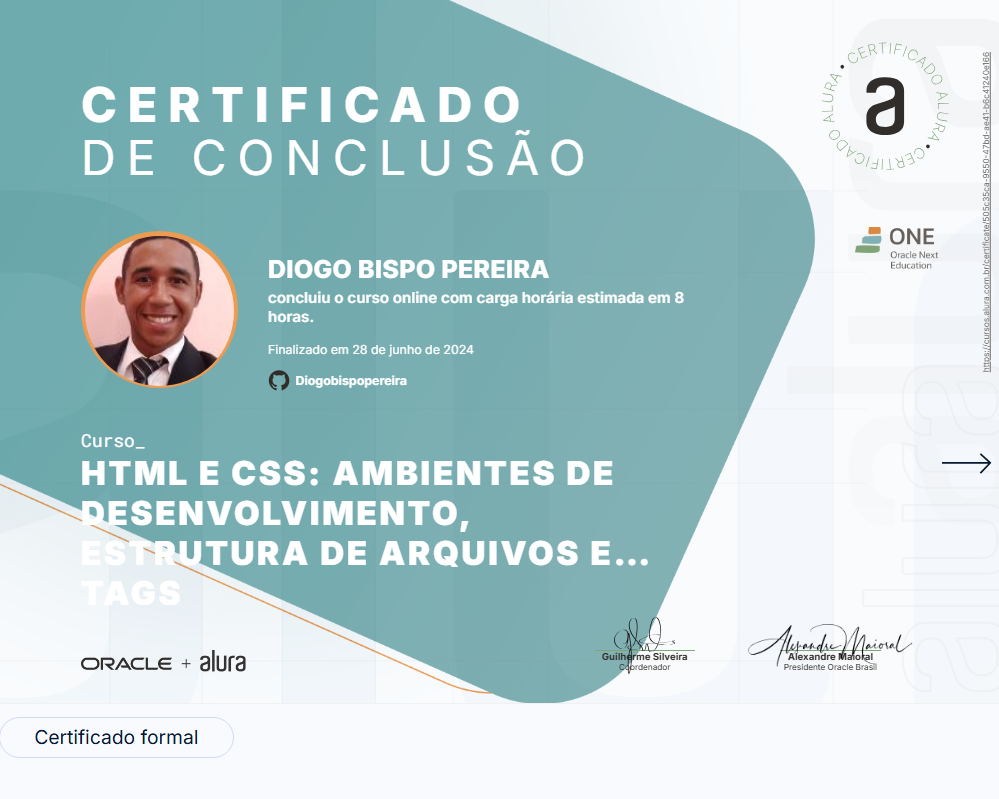 CERTIFICADO
DE CONCLUSÃO
CERTIFICADO ALURA • CERTIFICADO ALURA •
a
ONE
Oracle Next
Education
https://cursos.alura.com.br/certificate/505c35ca-9550-47bd-ae41-b6c41240e166
DIOGO BISPO PEREIRA
concluiu o curso online com carga horária estimada em 8
horas.
Finalizado em 28 de junho de 2024
Diogobispopereira
Curso_
HTML E CSS: AMBIENTES DE
DESENVOLVIMENTO,
ESTRUTURA DE ARQUIVOS E...
TAGS
ORACLE + alura
Guilherme Silveira
Coordenador
Alexandre Maioral
Alexandre Maioral
Presidente Oracle Brasil
alura
Certificado formal